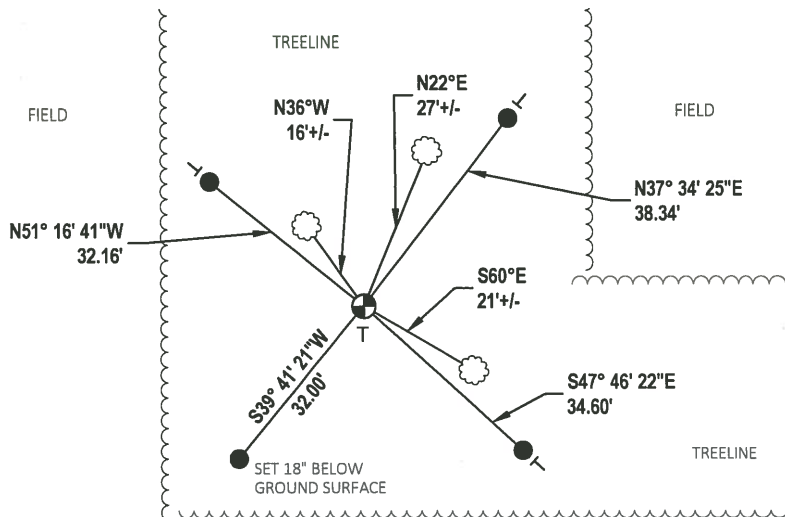 TREELINE
FIELD
N36°W
16'+/-
N22°E
27'+/-
FIELD
T
T
N37° 34' 25"E
38.34'
N51° 16' 41"W
32.16'
S60°E
21'+/-
T
S39° 41' 21"W
32.00'
S47° 46' 22"E
34.60'
TREELINE
T
SET 18" BELOW
GROUND SURFACE